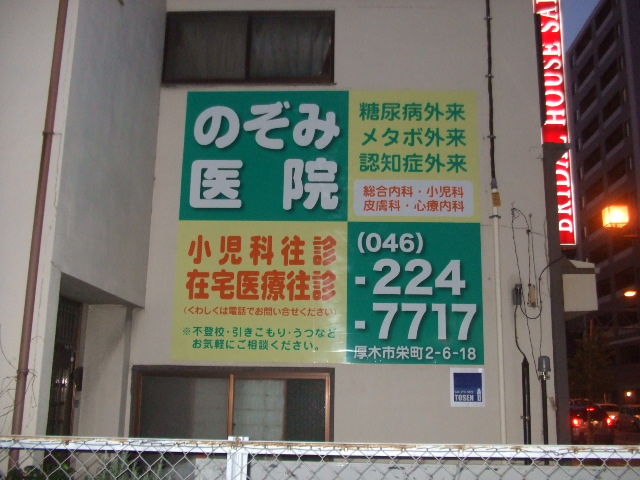 のぞみ
医院
糖尿病外来
メタボ外来
認知症外来
総合内科・小児科
皮膚科・心療内科
小児科往診
在宅医療往診
(くわしくは電話でお問い合せください)
※不登校・引きこもり・うつなど
お気軽にご相談ください。
(046)
-224
-7717
厚木市栄町2-6-18
TOSEN
BRIDAL HOUSE SA